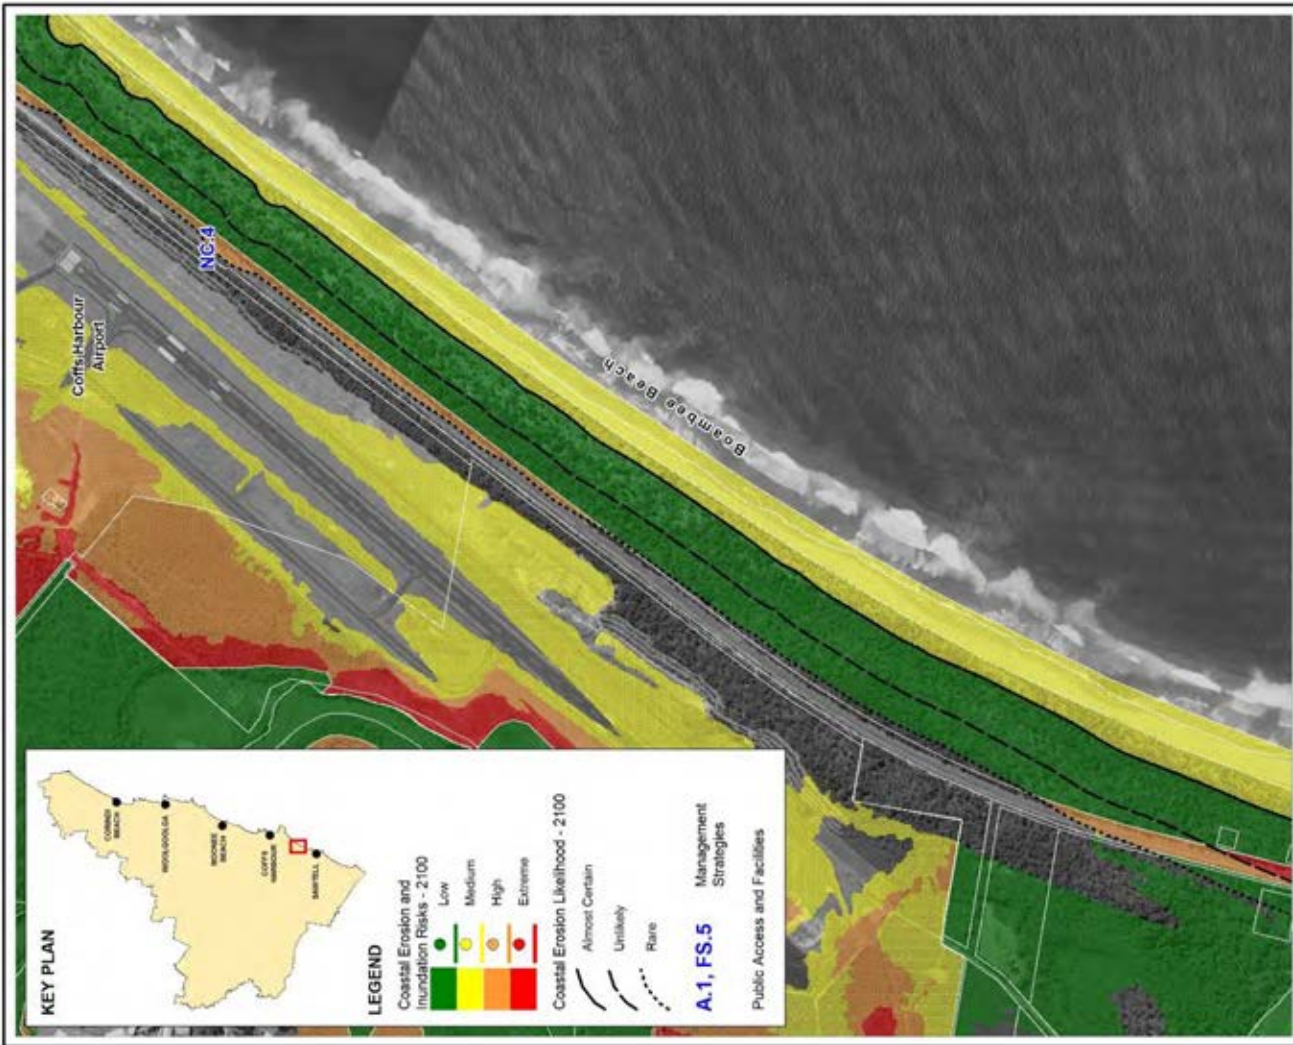 NC.4
Coffs Harbour
Airport
Boambee Beach
KEY PLAN
CORINDI
BEACH
WOOLGOOLGA
MOONEE
BEACH
COFFS
HARBOUR
SAWTELL
LEGEND
Coastal Erosion and
Inundation Risks - 2100
Low
Medium
High
Extreme
Coastal Erosion Likelihood - 2100
Almost Certain
Unlikely
Rare
A.1, FS.5
Management
Strategies
Public Access and Facilities